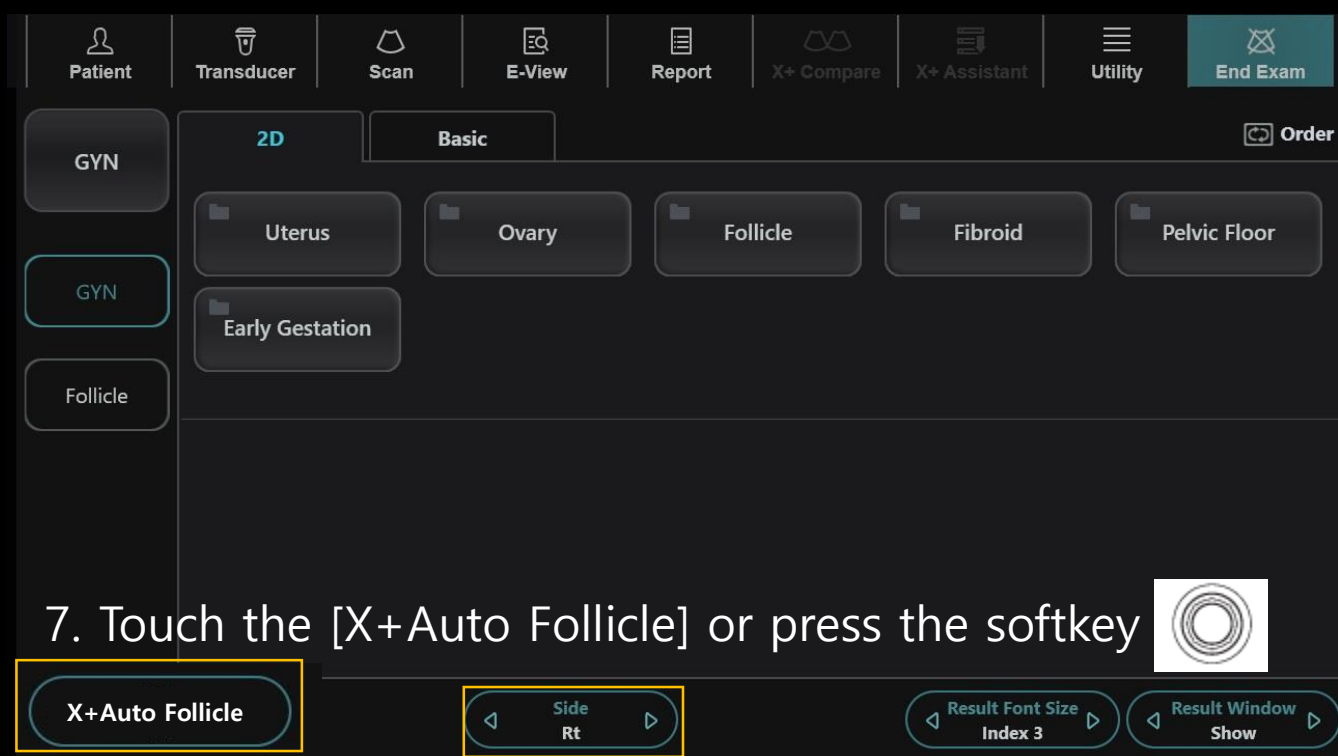 Patient
Transducer
Scan
E-View
Report
X+ Compare
X+ Assistant
Utility
End Exam
GYN
2D
Basic
Order
Uterus
Ovary
Follicle
Fibroid
Pelvic Floor
GYN
Early Gestation
Follicle
7. Touch the [X+Auto Follicle] or press the softkey
X+Auto Follicle
Side
Rt
Result Font Size
Index 3
Result Window
Show